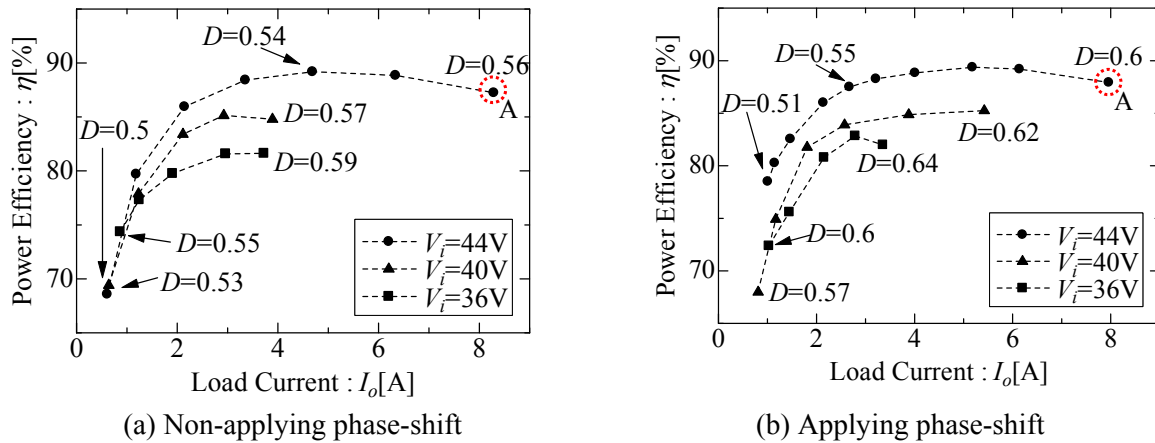 D=0.54
90
D=0.56
A
D=0.57
D=0.5
80
D=0.59
D=0.55
D=0.53
70
Vi=44V
Vi=40V
Vi=36V
0 2 4 6 8
Power Efficiency : η[%]
Load Current : Io[A]
(a) Non-applying phase-shift
D=0.55
D=0.6
90
A
D=0.51
D=0.62
80
D=0.64
D=0.6
70
D=0.57
Vi=44V
Vi=40V
Vi=36V
0 2 4 6 8
Power Efficiency : η[%]
Load Current : Io[A]
(b) Applying phase-shift